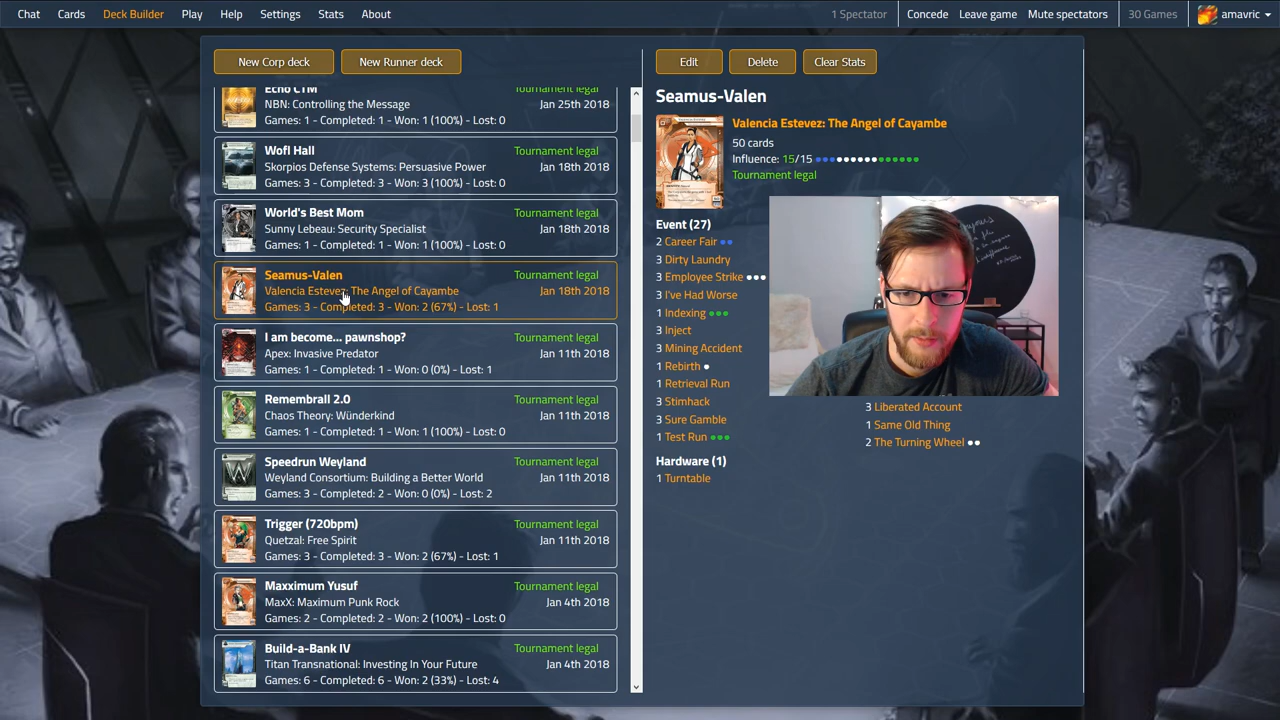 Chat Cards Deck Builder Play Help Settings Stats About 1 Spectator Concede Leave game Mute spectators 30 Games amavric
New Corp deck New Runner deck
Echo CTM Tournament legal
NBN: Controlling the Message Jan 25th 2018
Games: 1 - Completed: 1 - Won: 1 (100%) - Lost: 0
Wofl Hall Tournament legal
Skorpios Defense Systems: Persuasive Power Jan 18th 2018
Games: 3 - Completed: 3 - Won: 3 (100%) - Lost: 0
World's Best Mom Tournament legal
Sunny Lebeau: Security Specialist Jan 18th 2018
Games: 1 - Completed: 1 - Won: 1 (100%) - Lost: 0
Seamus-Valen Tournament legal
Valencia Estevez: The Angel of Cayambe Jan 18th 2018
Games: 3 - Completed: 3 - Won: 2 (67%) - Lost: 1
I am become... pawnshop? Tournament legal
Apex: Invasive Predator Jan 11th 2018
Games: 1 - Completed: 1 - Won: 0 (0%) - Lost: 1
Remembrall 2.0 Tournament legal
Chaos Theory: Wünderkind Jan 11th 2018
Games: 1 - Completed: 1 - Won: 1 (100%) - Lost: 0
Speedrun Weyland Tournament legal
Weyland Consortium: Building a Better World Jan 11th 2018
Games: 3 - Completed: 2 - Won: 0 (0%) - Lost: 2
Trigger (720bpm) Tournament legal
Quetzal: Free Spirit Jan 11th 2018
Games: 3 - Completed: 3 - Won: 2 (67%) - Lost: 1
Maxximum Yusuf Tournament legal
MaxX: Maximum Punk Rock Jan 4th 2018
Games: 2 - Completed: 2 - Won: 2 (100%) - Lost: 0
Build-a-Bank IV Tournament legal
Titan Transnational: Investing In Your Future Jan 4th 2018
Games: 6 - Completed: 6 - Won: 2 (33%) - Lost: 4
Edit Delete Clear Stats
Seamus-Valen
Valencia Estevez: The Angel of Cayambe
50 cards
Influence: 15/15
Tournament legal
Event (27)
2 Career Fair
3 Dirty Laundry
3 Employee Strike
3 I've Had Worse
1 Indexing
3 Inject
3 Mining Accident
1 Rebirth
1 Retrieval Run
3 Stimhack
3 Sure Gamble
1 Test Run
Hardware (1)
1 Turntable
3 Liberated Account
1 Same Old Thing
2 The Turning Wheel